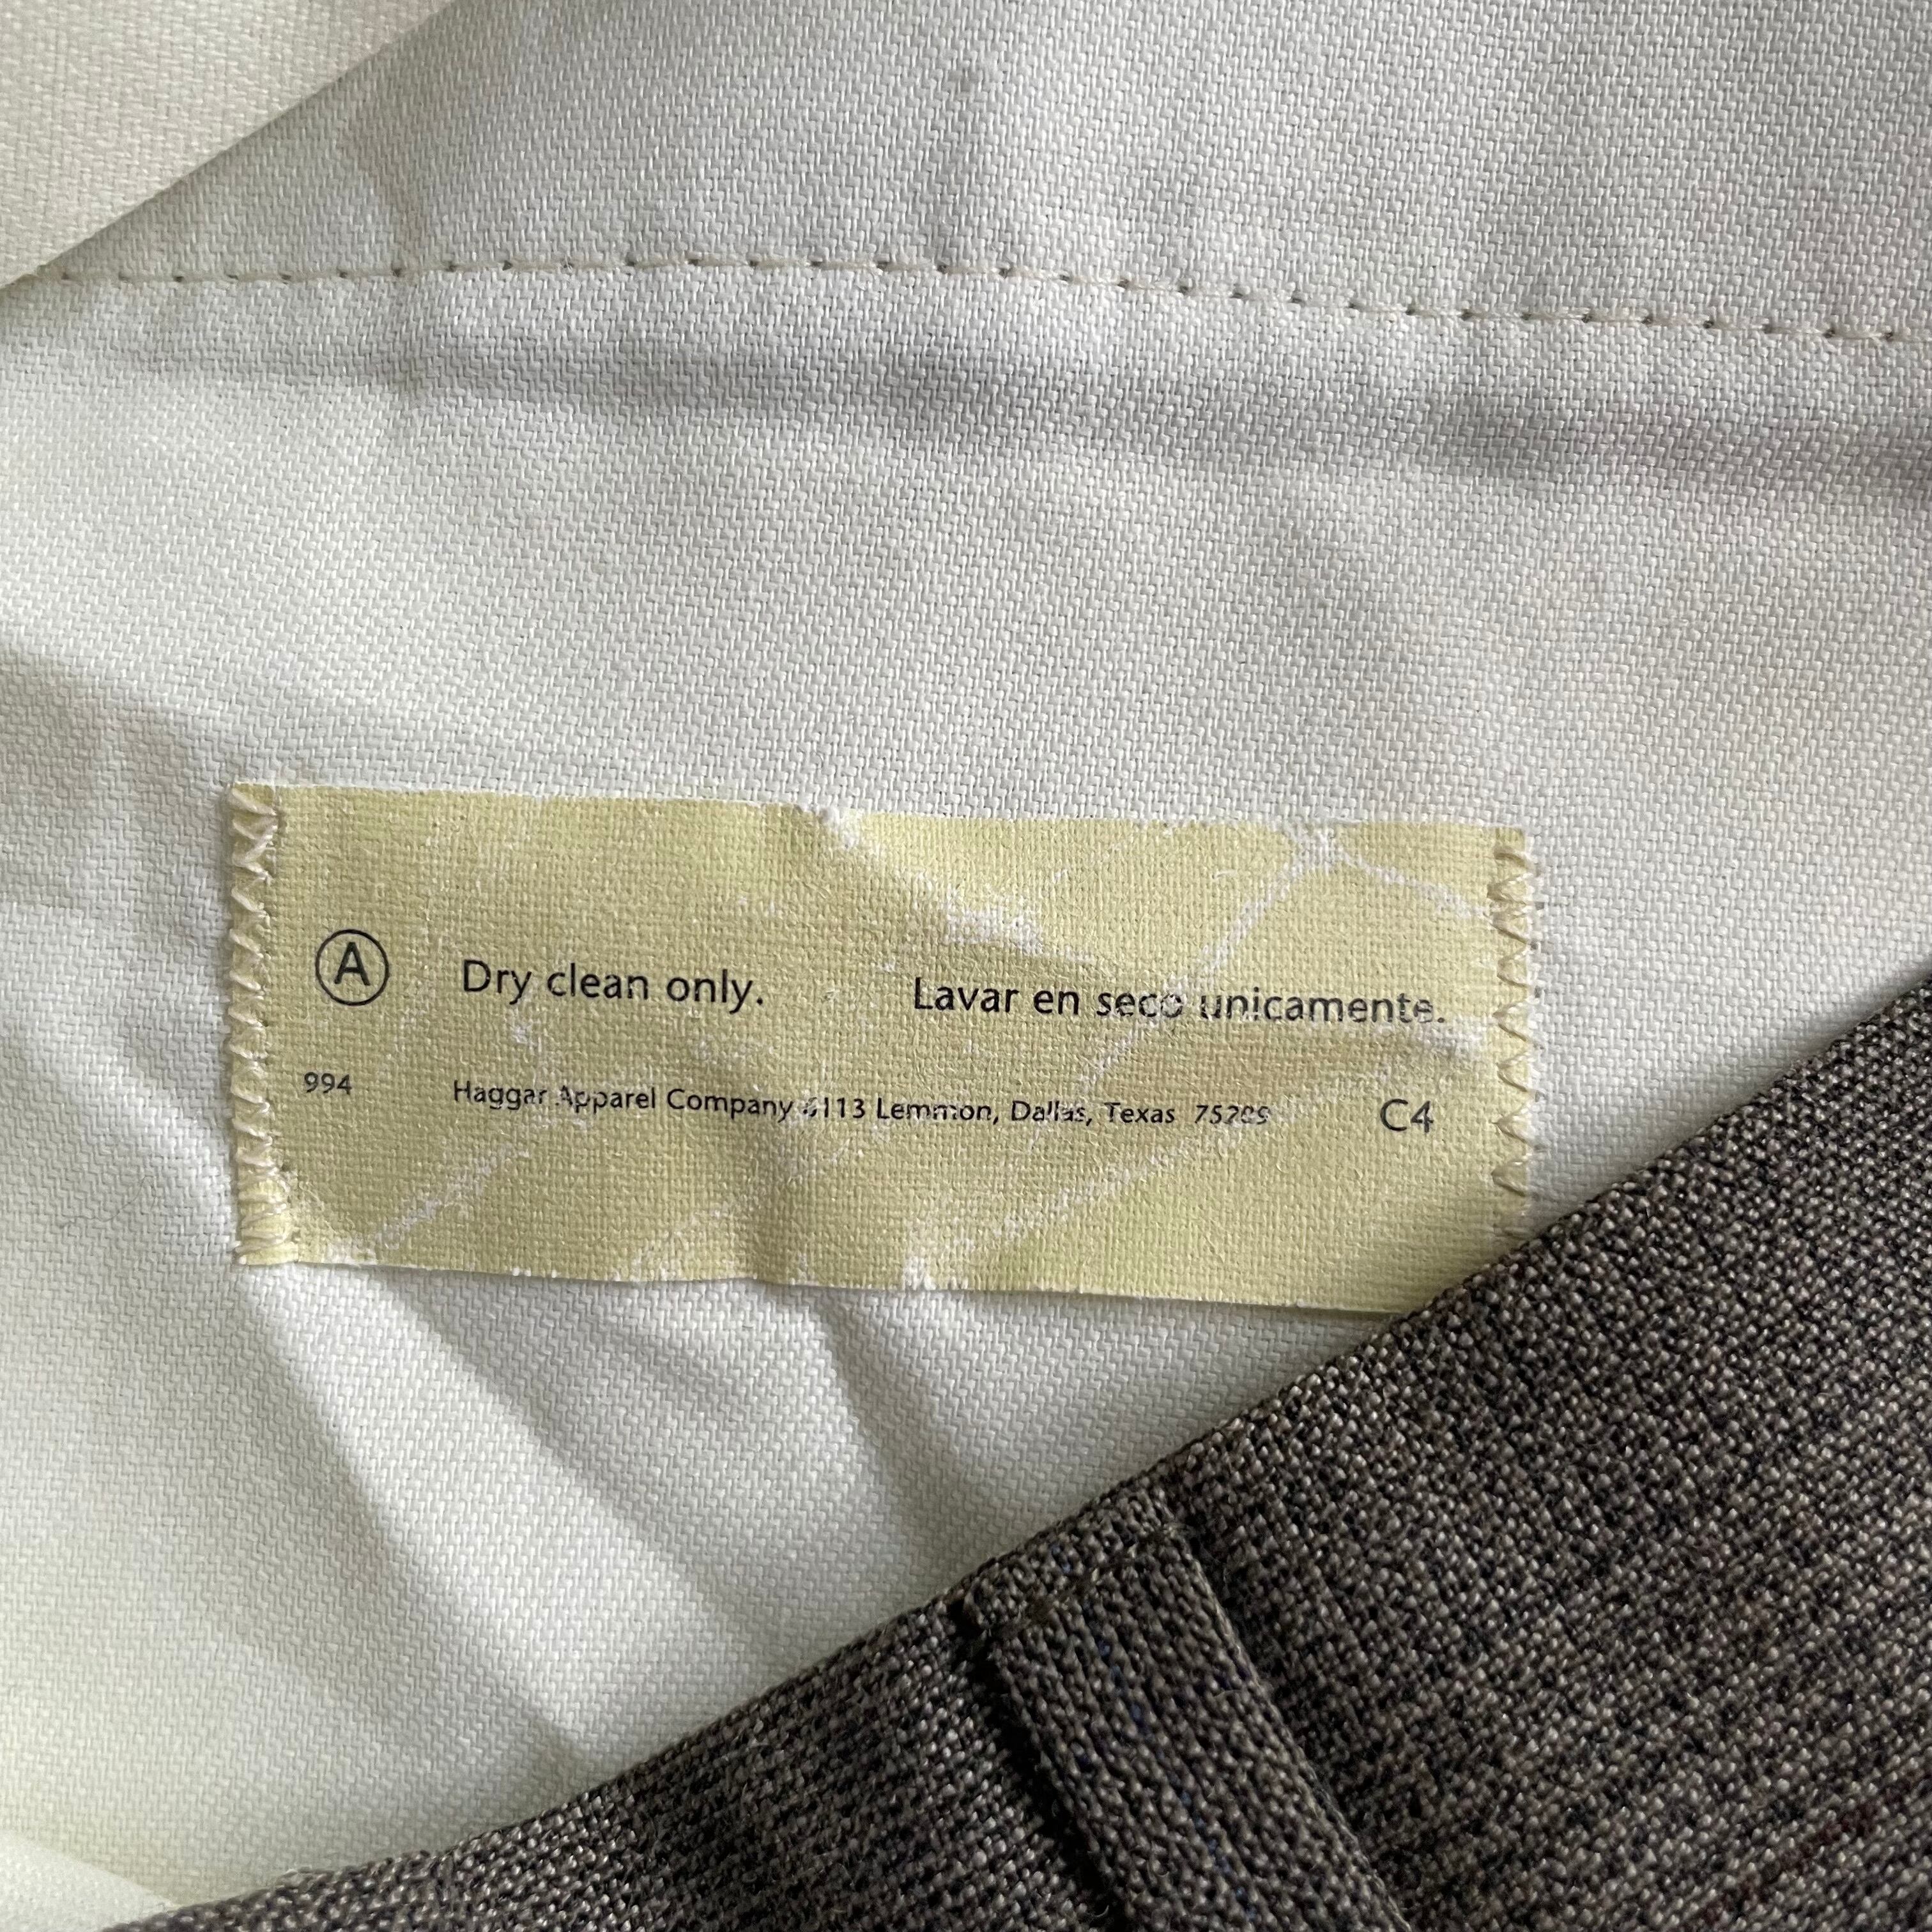 Ⓐ Dry clean only. Lavar en seco unicamente.
994 Haggar Apparel Company 6113 Lemmon, Dallas, Texas 75209 C4